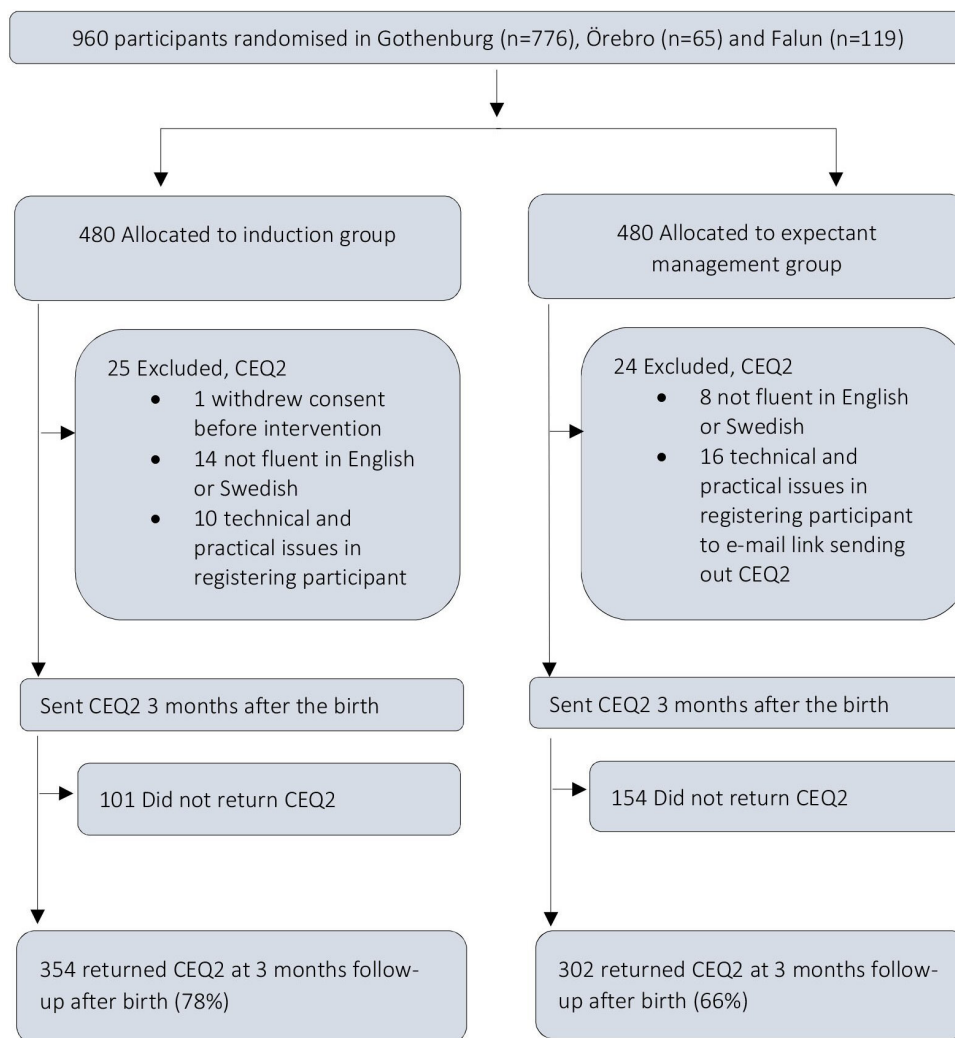 960 participants randomised in Gothenburg (n=776), Örebro (n=65) and Falun (n=119)
480 Allocated to induction group
480 Allocated to expectant
management group
25 Excluded, CEQ2
• 1 withdrew consent
before intervention
• 14 not fluent in English
or Swedish
• 10 technical and
practical issues in
registering participant
24 Excluded, CEQ2
• 8 not fluent in English
or Swedish
• 16 technical and
practical issues in
registering participant
to e-mail link sending
out CEQ2
Sent CEQ2 3 months after the birth
Sent CEQ2 3 months after the birth
101 Did not return CEQ2
154 Did not return CEQ2
354 returned CEQ2 at 3 months follow-
up after birth (78%)
302 returned CEQ2 at 3 months follow-
up after birth (66%)